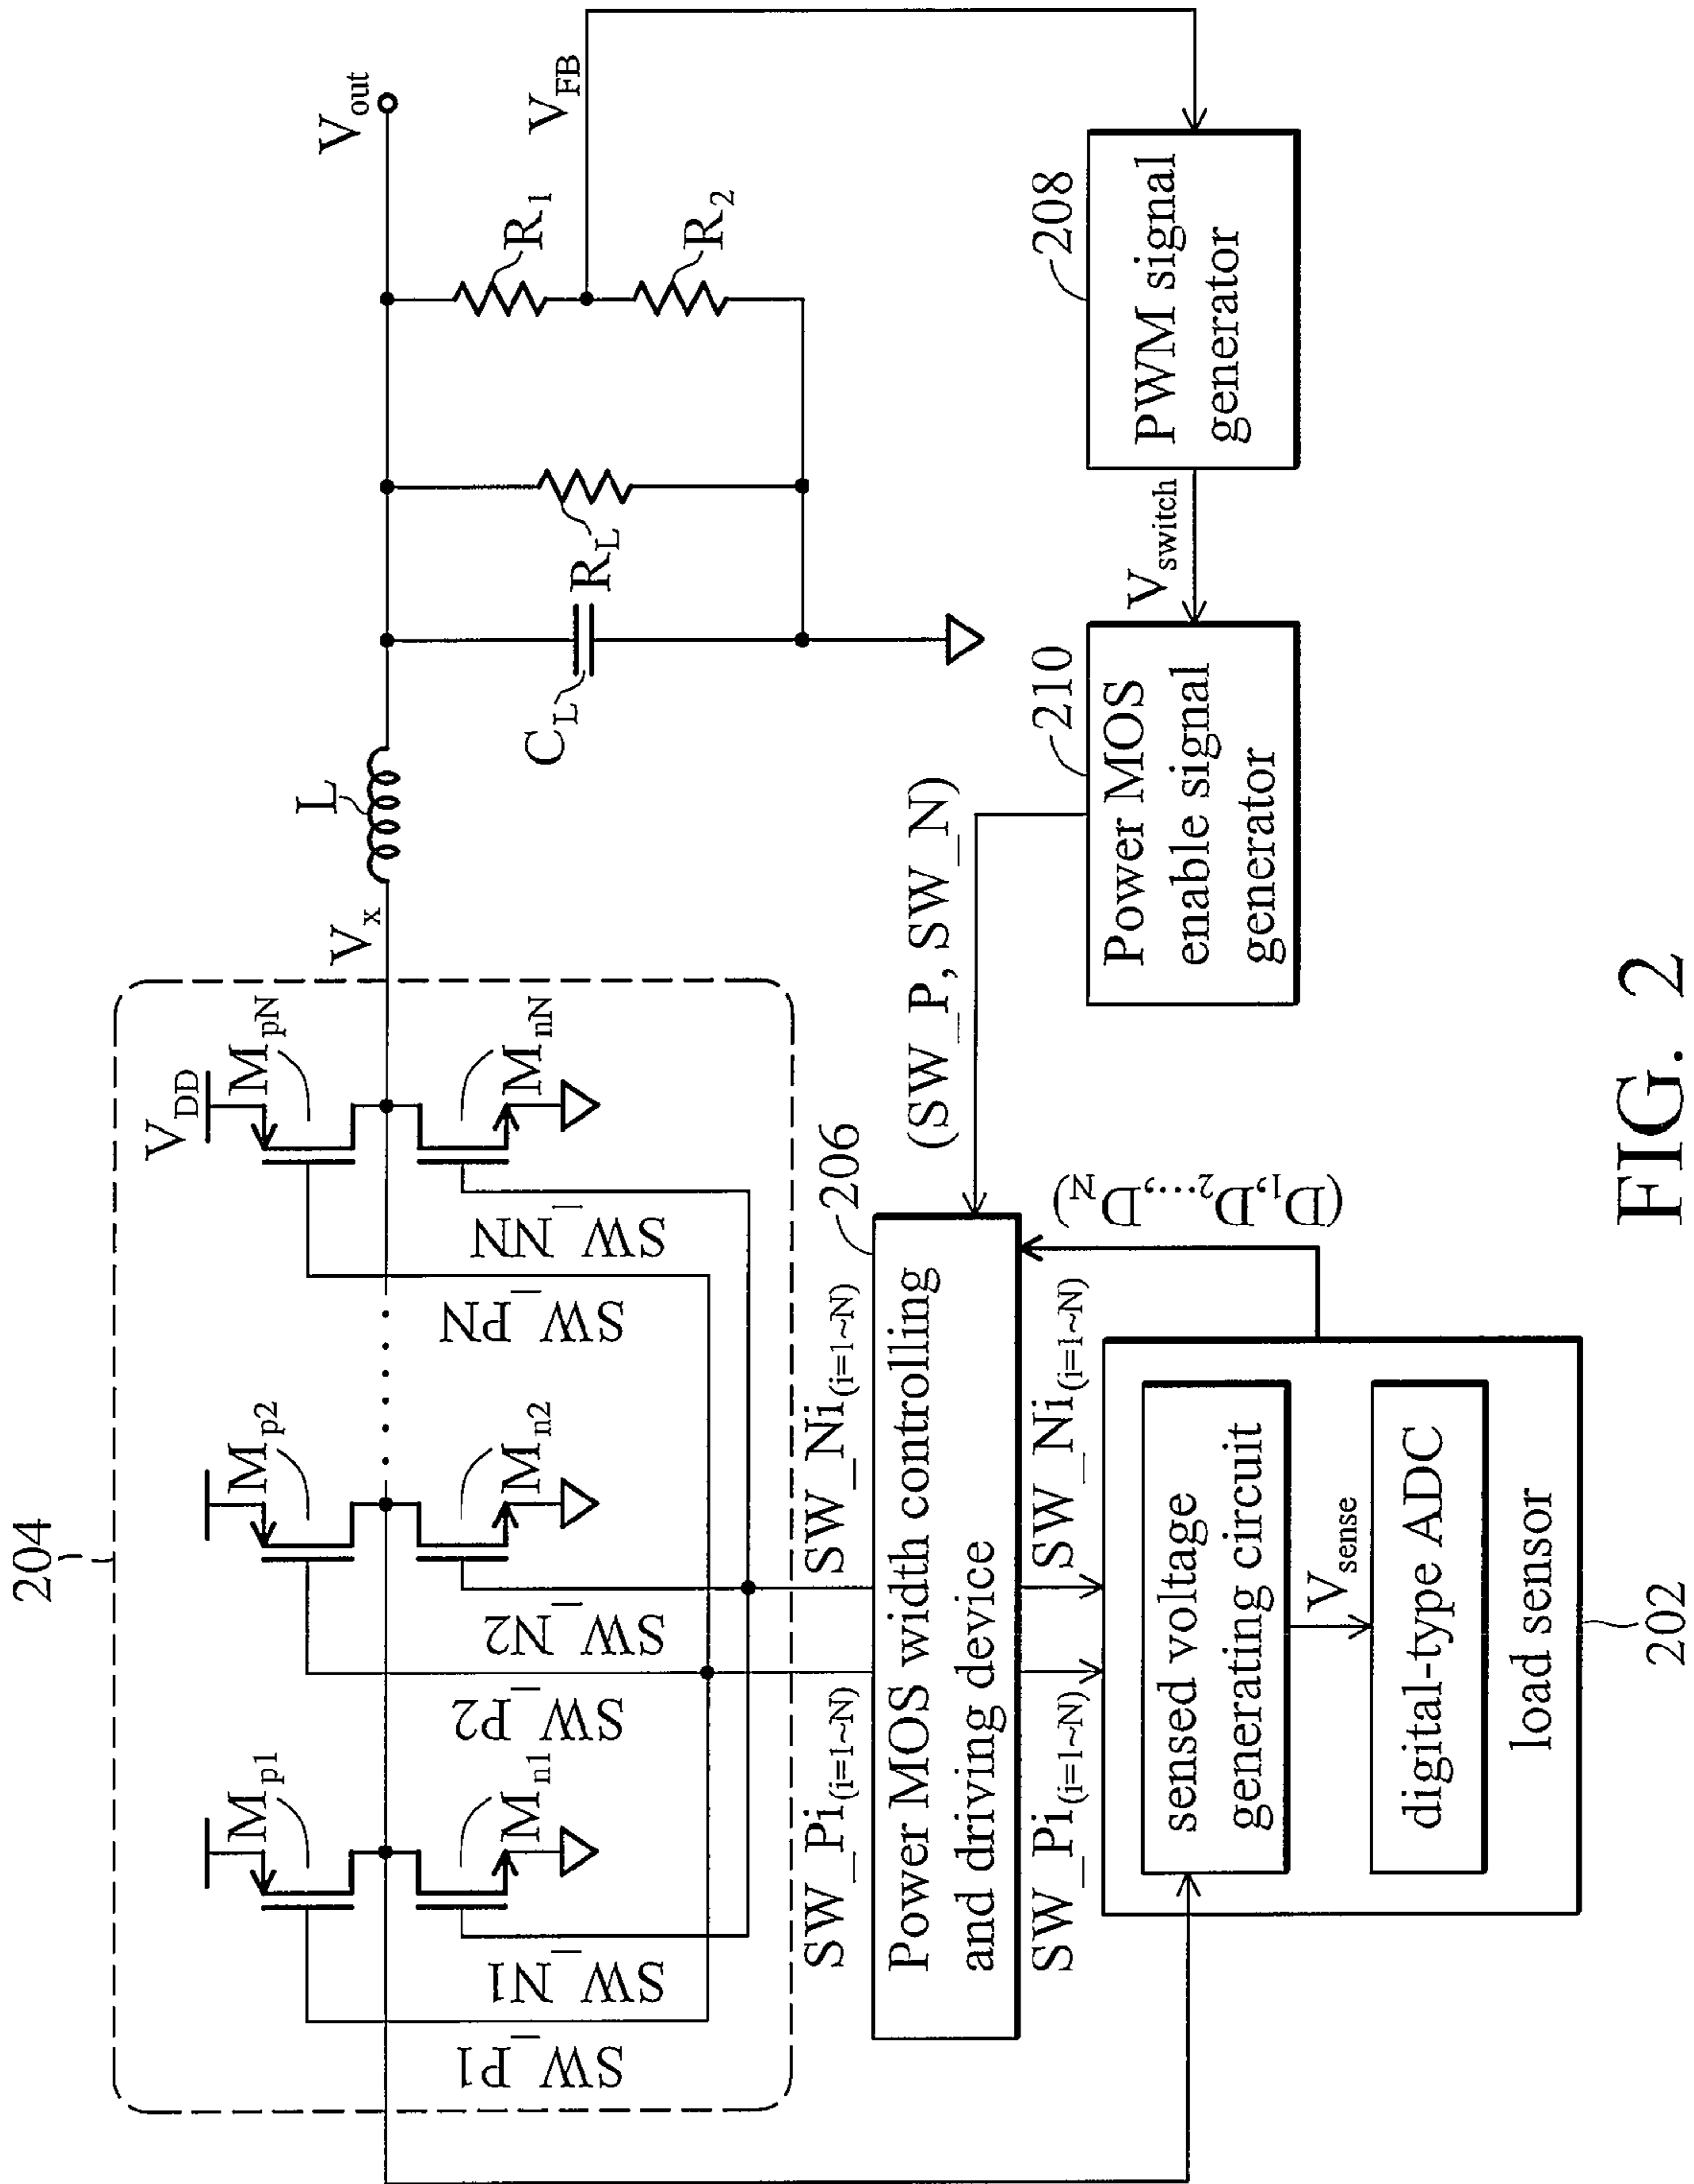 204
V_DD
M_p1
M_p2
M_pN
M_n1
M_n2
M_nN
SW_P1
SW_N1
SW_P2
SW_N2
SW_PN
SW_NN
V_x
L
C_L
R_L
R_1
R_2
V_out
V_FB
SW_Pi_(i=1~N)
SW_Ni_(i=1~N)
206
Power MOS width controlling
and driving device
(SW_P, SW_N)
SW_Pi_(i=1~N)
SW_Ni_(i=1~N)
(D_1,D_2...,D_N)
sensed voltage
generating circuit
V_sense
digital-type ADC
load sensor
202
210
Power MOS
enable signal
generator
V_switch
208
PWM signal
generator
FIG. 2